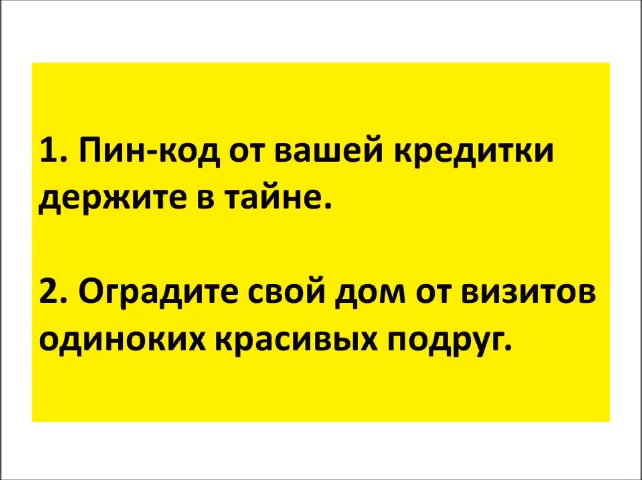 1. Пин-код от вашей кредитки
держите в тайне.
2. Оградите свой дом от визитов
одиноких красивых подруг.